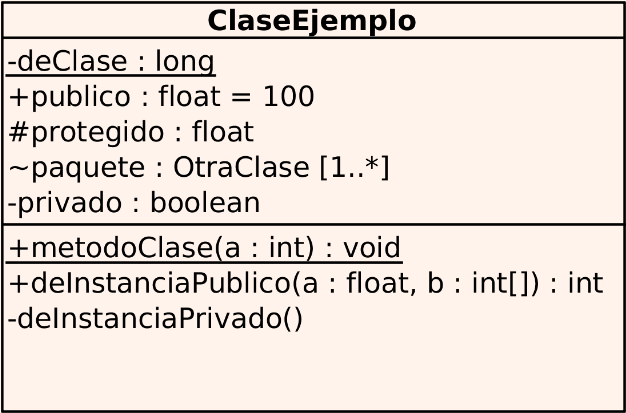 ClaseEjemplo
-deClase : long
+publico : float = 100
#protegido : float
~paquete : OtraClase [1..*]
-privado : boolean
+metodoClase(a : int) : void
+deInstanciaPublico(a : float, b : int[]) : int
-deInstanciaPrivado()